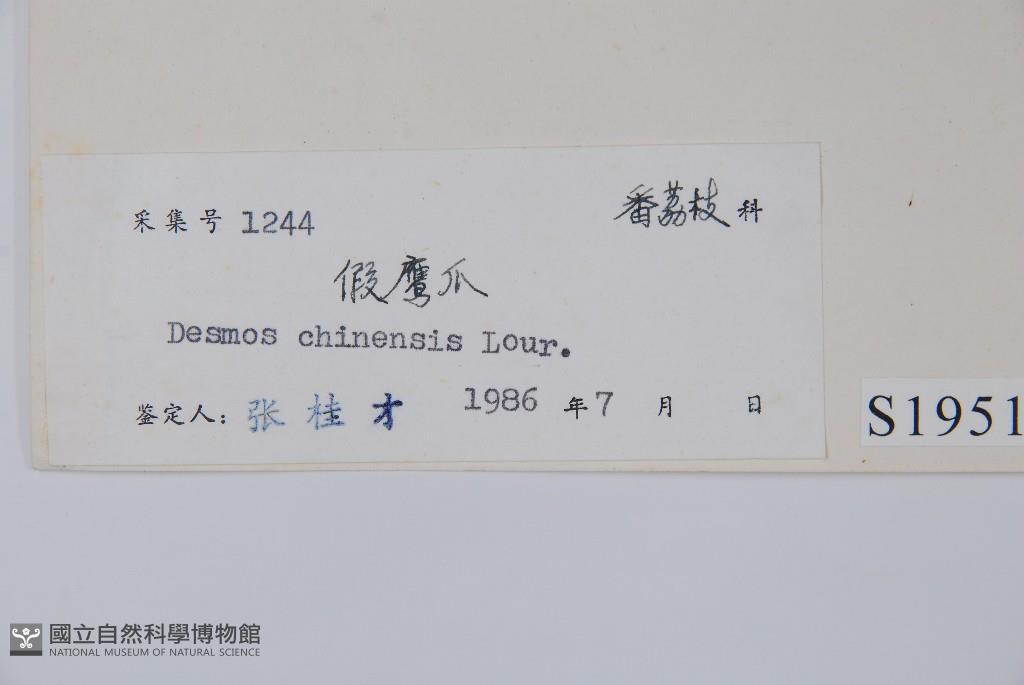 采集号 1244 番荔枝科
假鹰爪
Desmos chinensis Lour.
鉴定人: 张桂才 1986 年 7 月 日
S1951
國立自然科學博物館
NATIONAL MUSEUM OF NATURAL SCIENCE